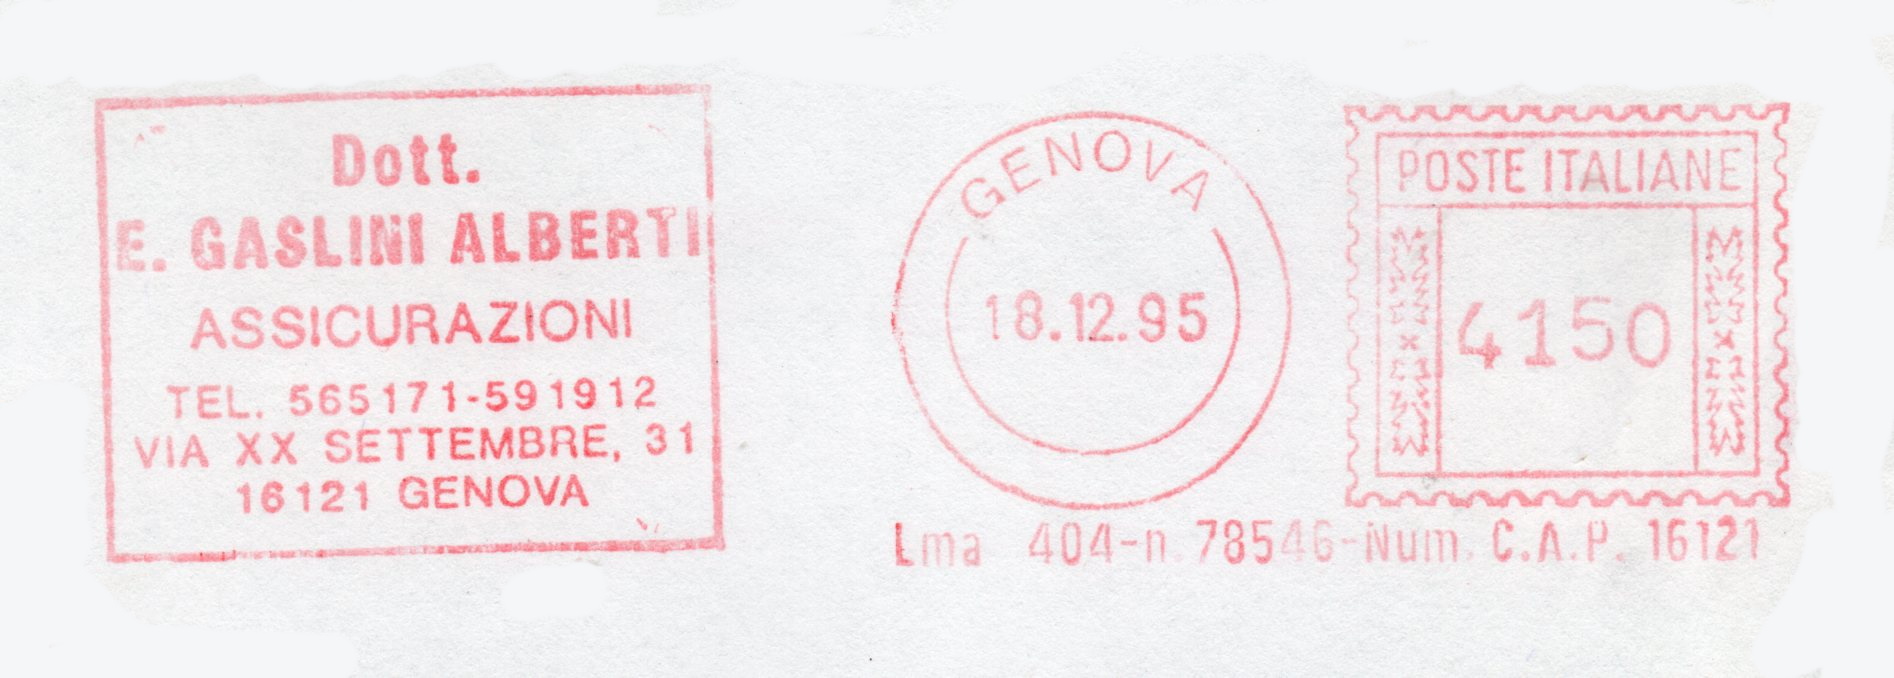 Dott.
E. GASLINI ALBERTI
ASSICURAZIONI
TEL. 565171-591912
VIA XX SETTEMBRE, 31
16121 GENOVA
GENOVA
18.12.95
POSTE ITALIANE
4150
Lma 404-n. 78546-Num. C.A.P. 16121